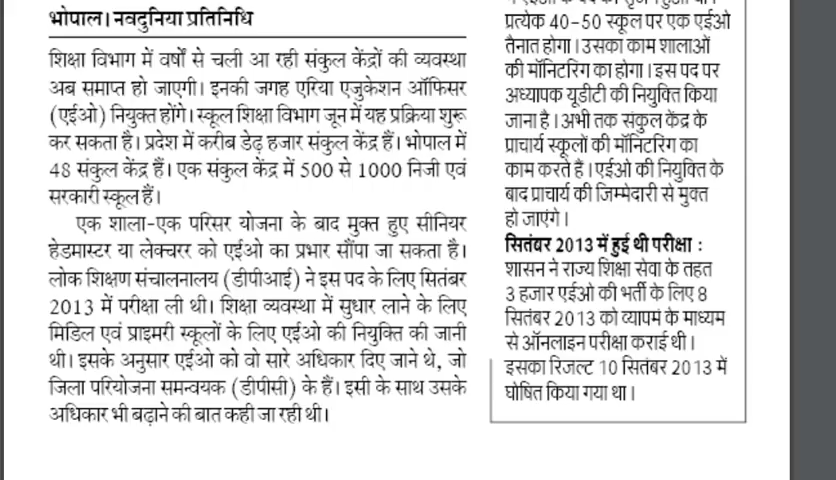 भोपाल। नवदुनिया प्रतिनिधि
शिक्षा विभाग में वर्षों से चली आ रही संकुल केंद्रों की व्यवस्था
अब समाप्त हो जाएगी। इनकी जगह एरिया एजुकेशन ऑफिसर
(एईओ) नियुक्त होंगे। स्कूल शिक्षा विभाग जून में यह प्रक्रिया शुरू
कर सकता है। प्रदेश में करीब डेढ़ हजार संकुल केंद्र हैं। भोपाल में
48 संकुल केंद्र हैं। एक संकुल केंद्र में 500 से 1000 निजी एवं
सरकारी स्कूल हैं।
एक शाला-एक परिसर योजना के बाद मुक्त हुए सीनियर
हेडमास्टर या लेक्चरर को एईओ का प्रभार सौंपा जा सकता है।
लोक शिक्षण संचालनालय (डीपीआई) ने इस पद के लिए सितंबर
2013 में परीक्षा ली थी। शिक्षा व्यवस्था में सुधार लाने के लिए
मिडिल एवं प्राइमरी स्कूलों के लिए एईओ की नियुक्ति की जानी
थी। इसके अनुसार एईओ को वो सारे अधिकार दिए जाने थे, जो
जिला परियोजना समन्वयक (डीपीसी) के हैं। इसी के साथ उसके
अधिकार भी बढ़ाने की बात कही जा रही थी।
प्रत्येक 40-50 स्कूल पर एक एईओ
तैनात होगा। उसका काम शालाओं
की मॉनिटरिंग का होगा। इस पद पर
अध्यापक यूडीटी की नियुक्ति किया
जाना है। अभी तक संकुल केंद्र के
प्राचार्य स्कूलों की मॉनिटरिंग का
काम करते हैं। एईओ की नियुक्ति के
बाद प्राचार्य की जिम्मेदारी से मुक्त
हो जाएंगे।
सितंबर 2013 में हुई थी परीक्षा :
शासन ने राज्य शिक्षा सेवा के तहत
3 हजार एईओ की भर्ती के लिए 8
सितंबर 2013 को व्यापमं के माध्यम
से ऑनलाइन परीक्षा कराई थी।
इसका रिजल्ट 10 सितंबर 2013 में
घोषित किया गया था।